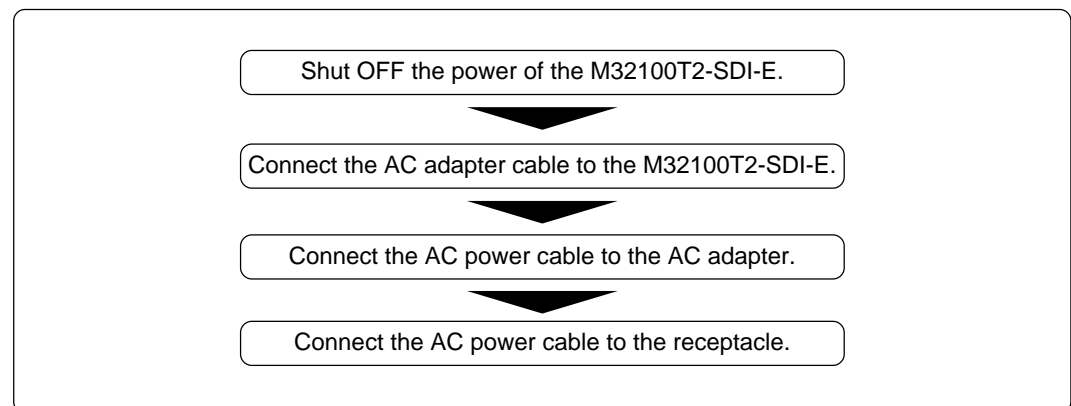 Shut OFF the power of the M32100T2-SDI-E.
Connect the AC adapter cable to the M32100T2-SDI-E.
Connect the AC power cable to the AC adapter.
Connect the AC power cable to the receptacle.